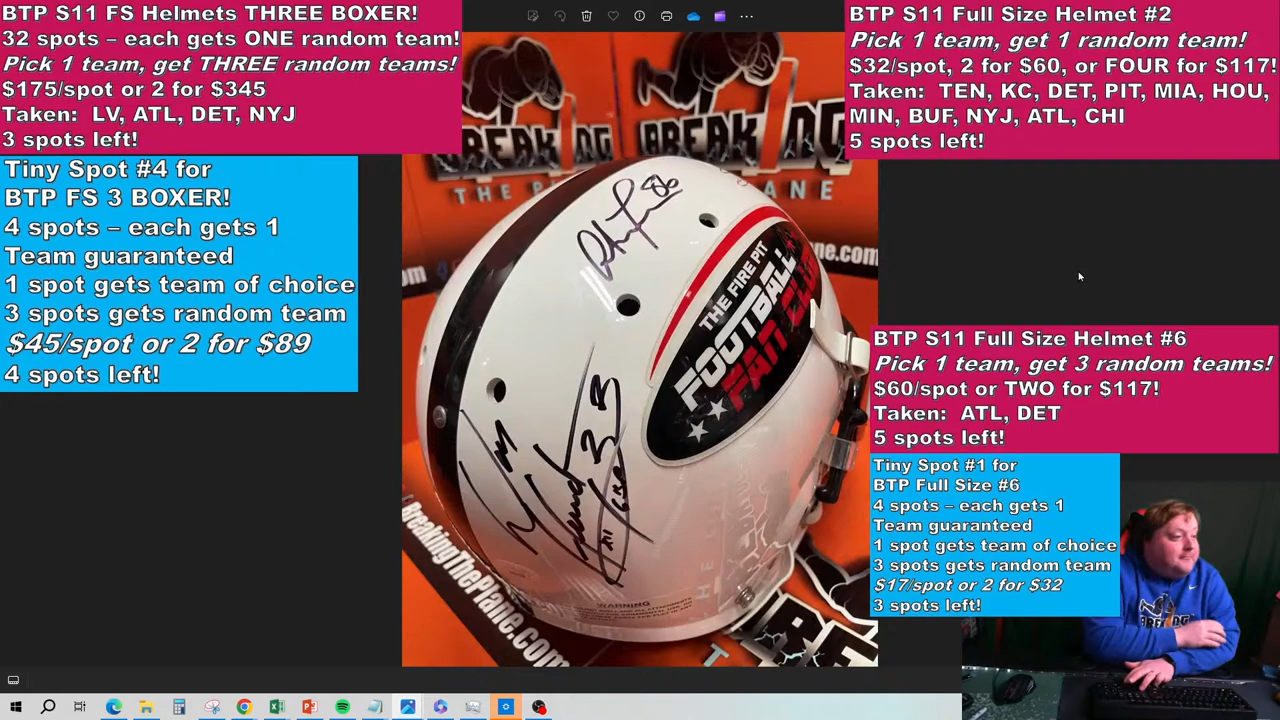 BTP S11 FS Helmets THREE BOXER!
32 spots – each gets ONE random team!
Pick 1 team, get THREE random teams!
$175/spot or 2 for $345
Taken:  LV, ATL, DET, NYJ
3 spots left!
Tiny Spot #4 for
BTP FS 3 BOXER!
4 spots – each gets 1
Team guaranteed
1 spot gets team of choice
3 spots gets random team
$45/spot or 2 for $89
4 spots left!
BTP S11 Full Size Helmet #2
Pick 1 team, get 1 random team!
$32/spot, 2 for $60, or FOUR for $117!
Taken:  TEN, KC, DET, PIT, MIA, HOU,
MIN, BUF, NYJ, ATL, CHI
5 spots left!
BTP S11 Full Size Helmet #6
Pick 1 team, get 3 random teams!
$60/spot or TWO for $117!
Taken:  ATL, DET
5 spots left!
Tiny Spot #1 for
BTP Full Size #6
4 spots – each gets 1
Team guaranteed
1 spot gets team of choice
3 spots gets random team
$17/spot or 2 for $32
3 spots left!
THE FIRE PIT
FOOTBALL
FAN CLUB
86
33
WARNING
BreakingThePlane.com